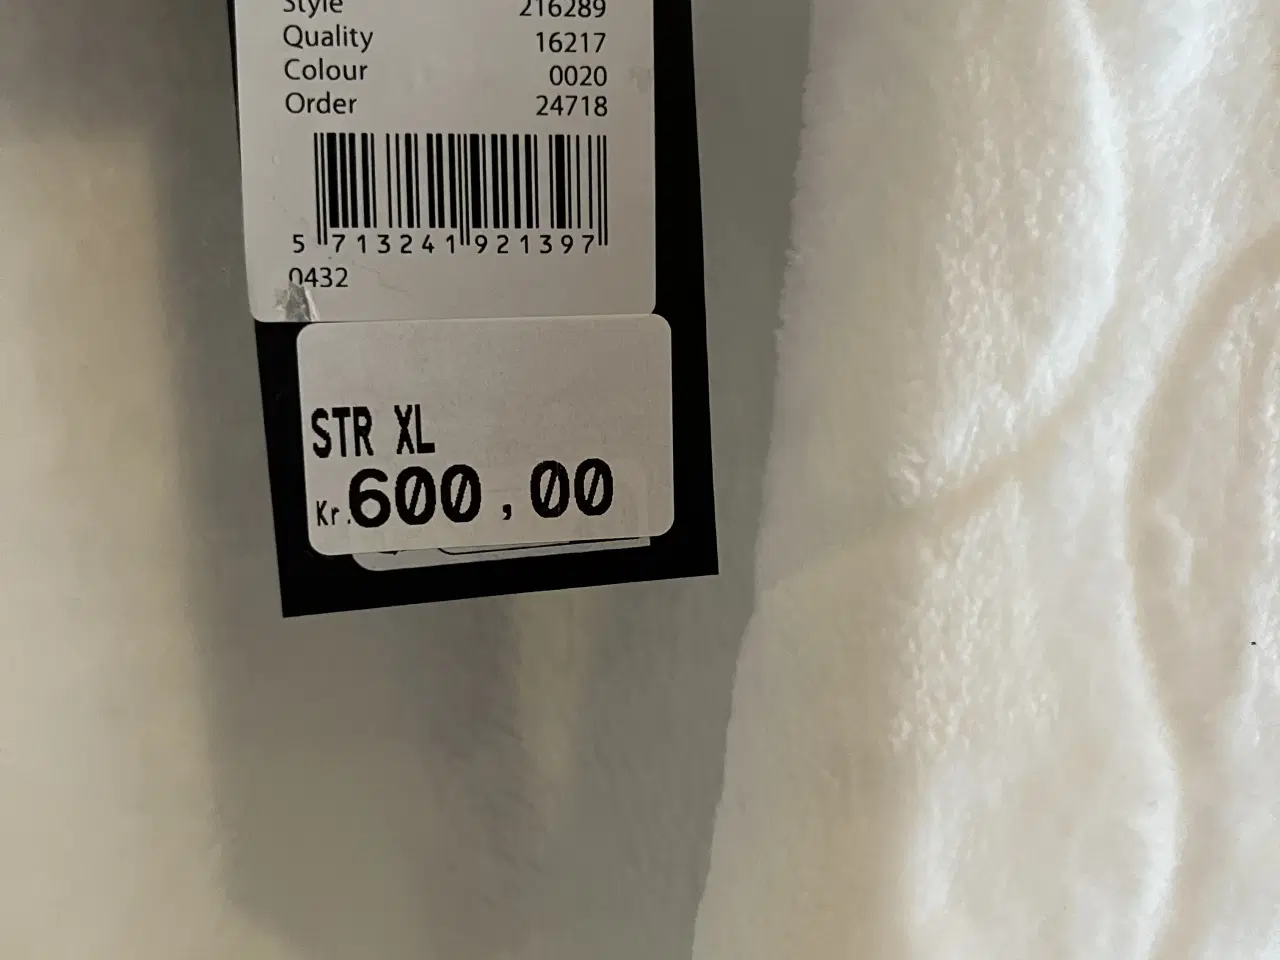 Style 216289
Quality 16217
Colour 0020
Order 24718
5 713241 921397
0432
STR XL
Kr.600,00